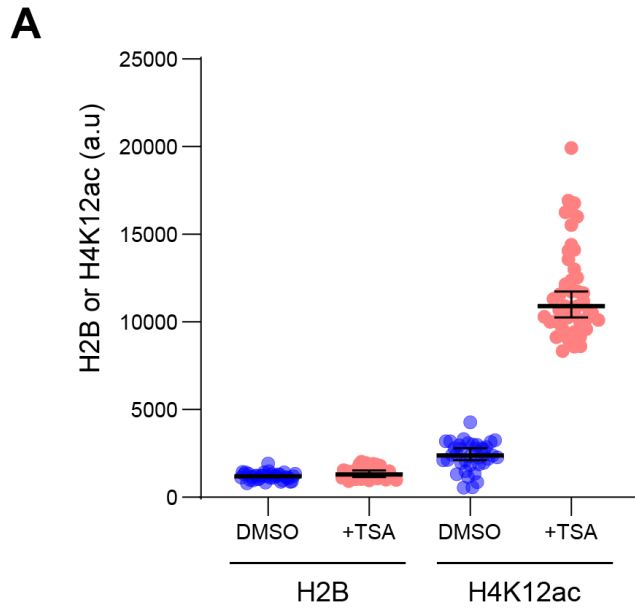 A
H2B or H4K12ac (a.u)
25000
20000
15000
10000
5000
0
DMSO +TSA DMSO +TSA
H2B H4K12ac